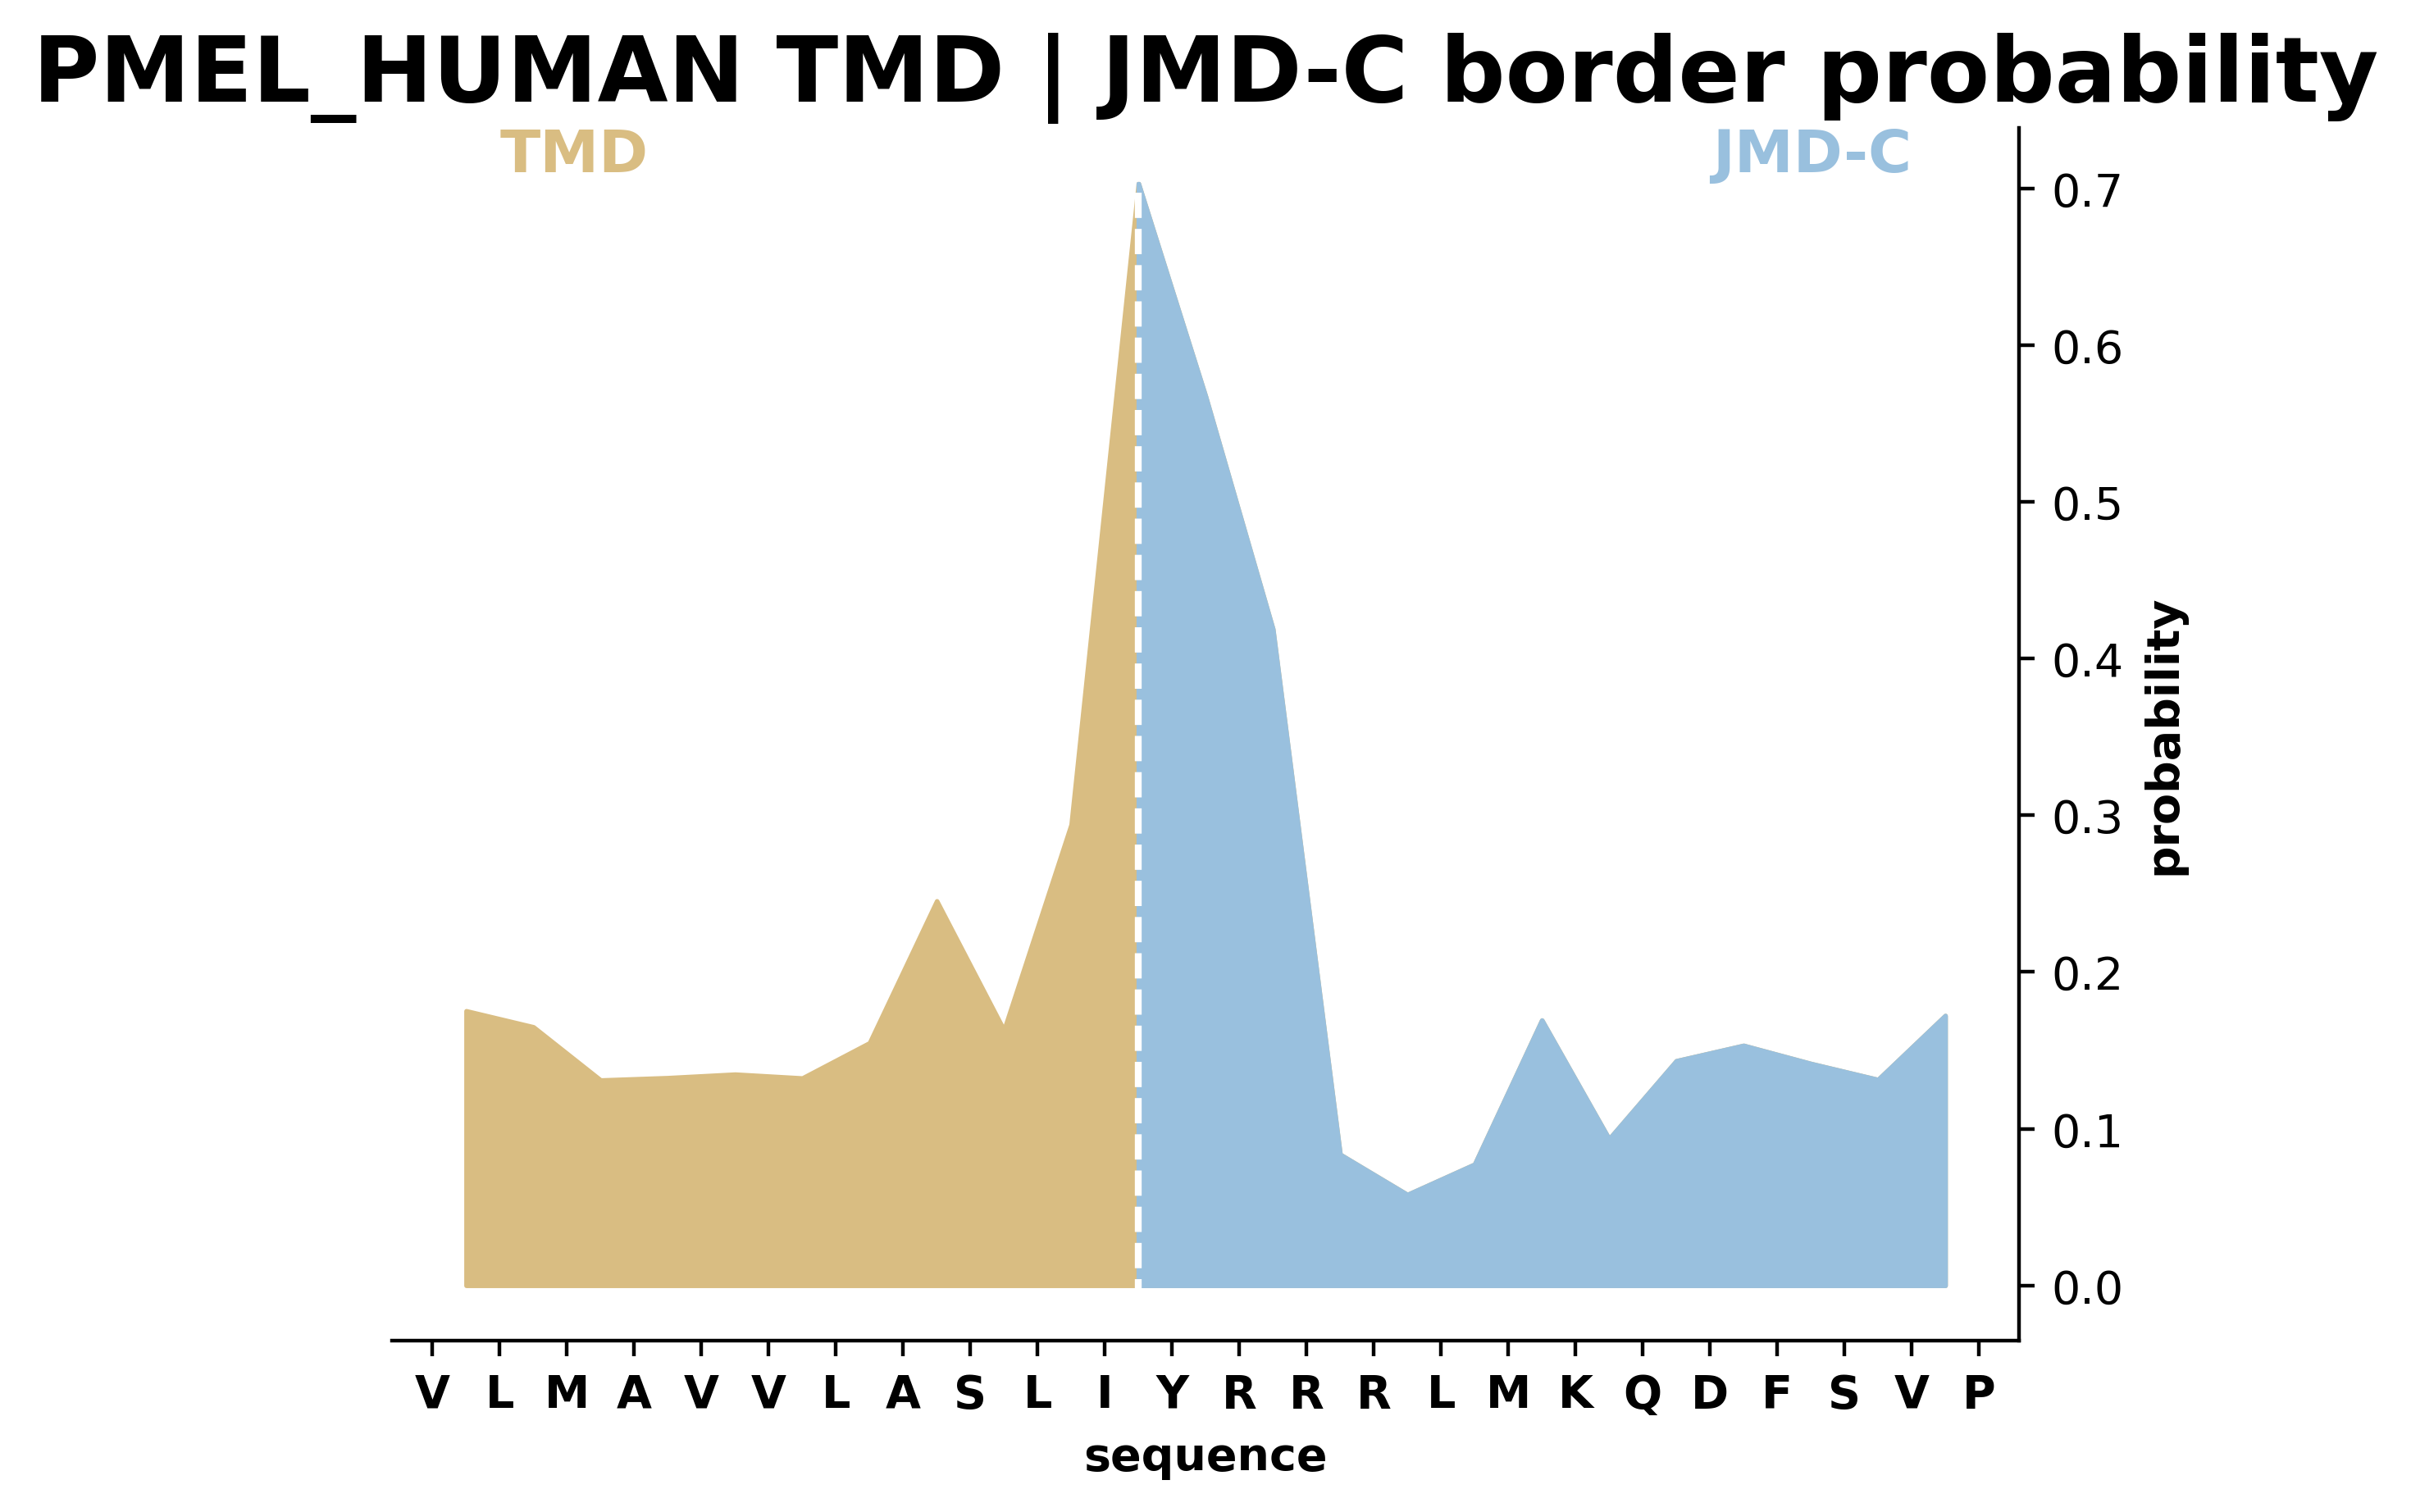 PMEL_HUMAN TMD | JMD-C border probability
TMD JMD-C
0.7
0.6
0.5
0.4
0.3
0.2
0.1
0.0
probability
V L M A V V L A S L I Y R R R L M K Q D F S V P
sequence